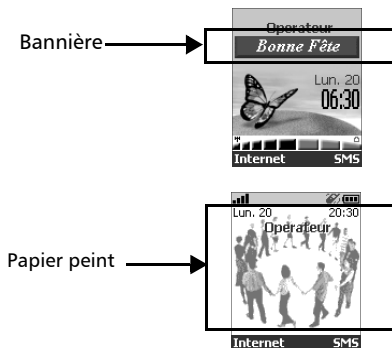 Operateur
Bannière
Bonne Fête
Lun. 20
06:30
Internet SMS
Lun. 20 20:30
Operateur
Papier peint
Internet SMS